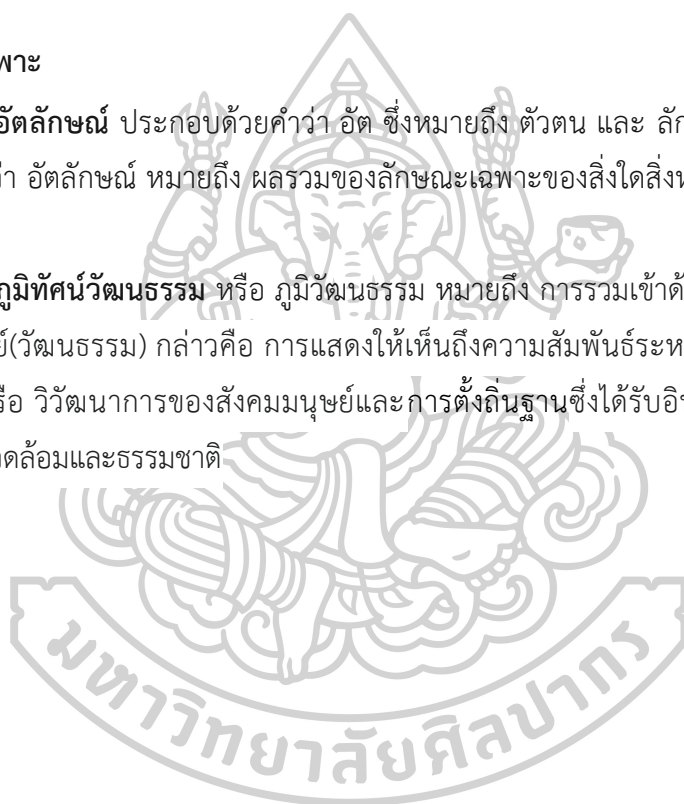 พาะ
อัตลักษณ์ ประกอบด้วยคำว่า อัต ซึ่งหมายถึง ตัวตน และ ลัก
ว่า อัตลักษณ์ หมายถึง ผลรวมของลักษณะเฉพาะของสิ่งใดสิ่งห
ภูมิทัศน์วัฒนธรรม หรือ ภูมิวัฒนธรรม หมายถึง การรวมเข้าด้
ย์(วัฒนธรรม) กล่าวคือ การแสดงให้เห็นถึงความสัมพันธ์ระห
รือ วิวัฒนาการของสังคมมนุษย์และการตั้งถิ่นฐานซึ่งได้รับอิ
วดล้อมและธรรมชาติ
มหาวิทยาลัยศิลปากร